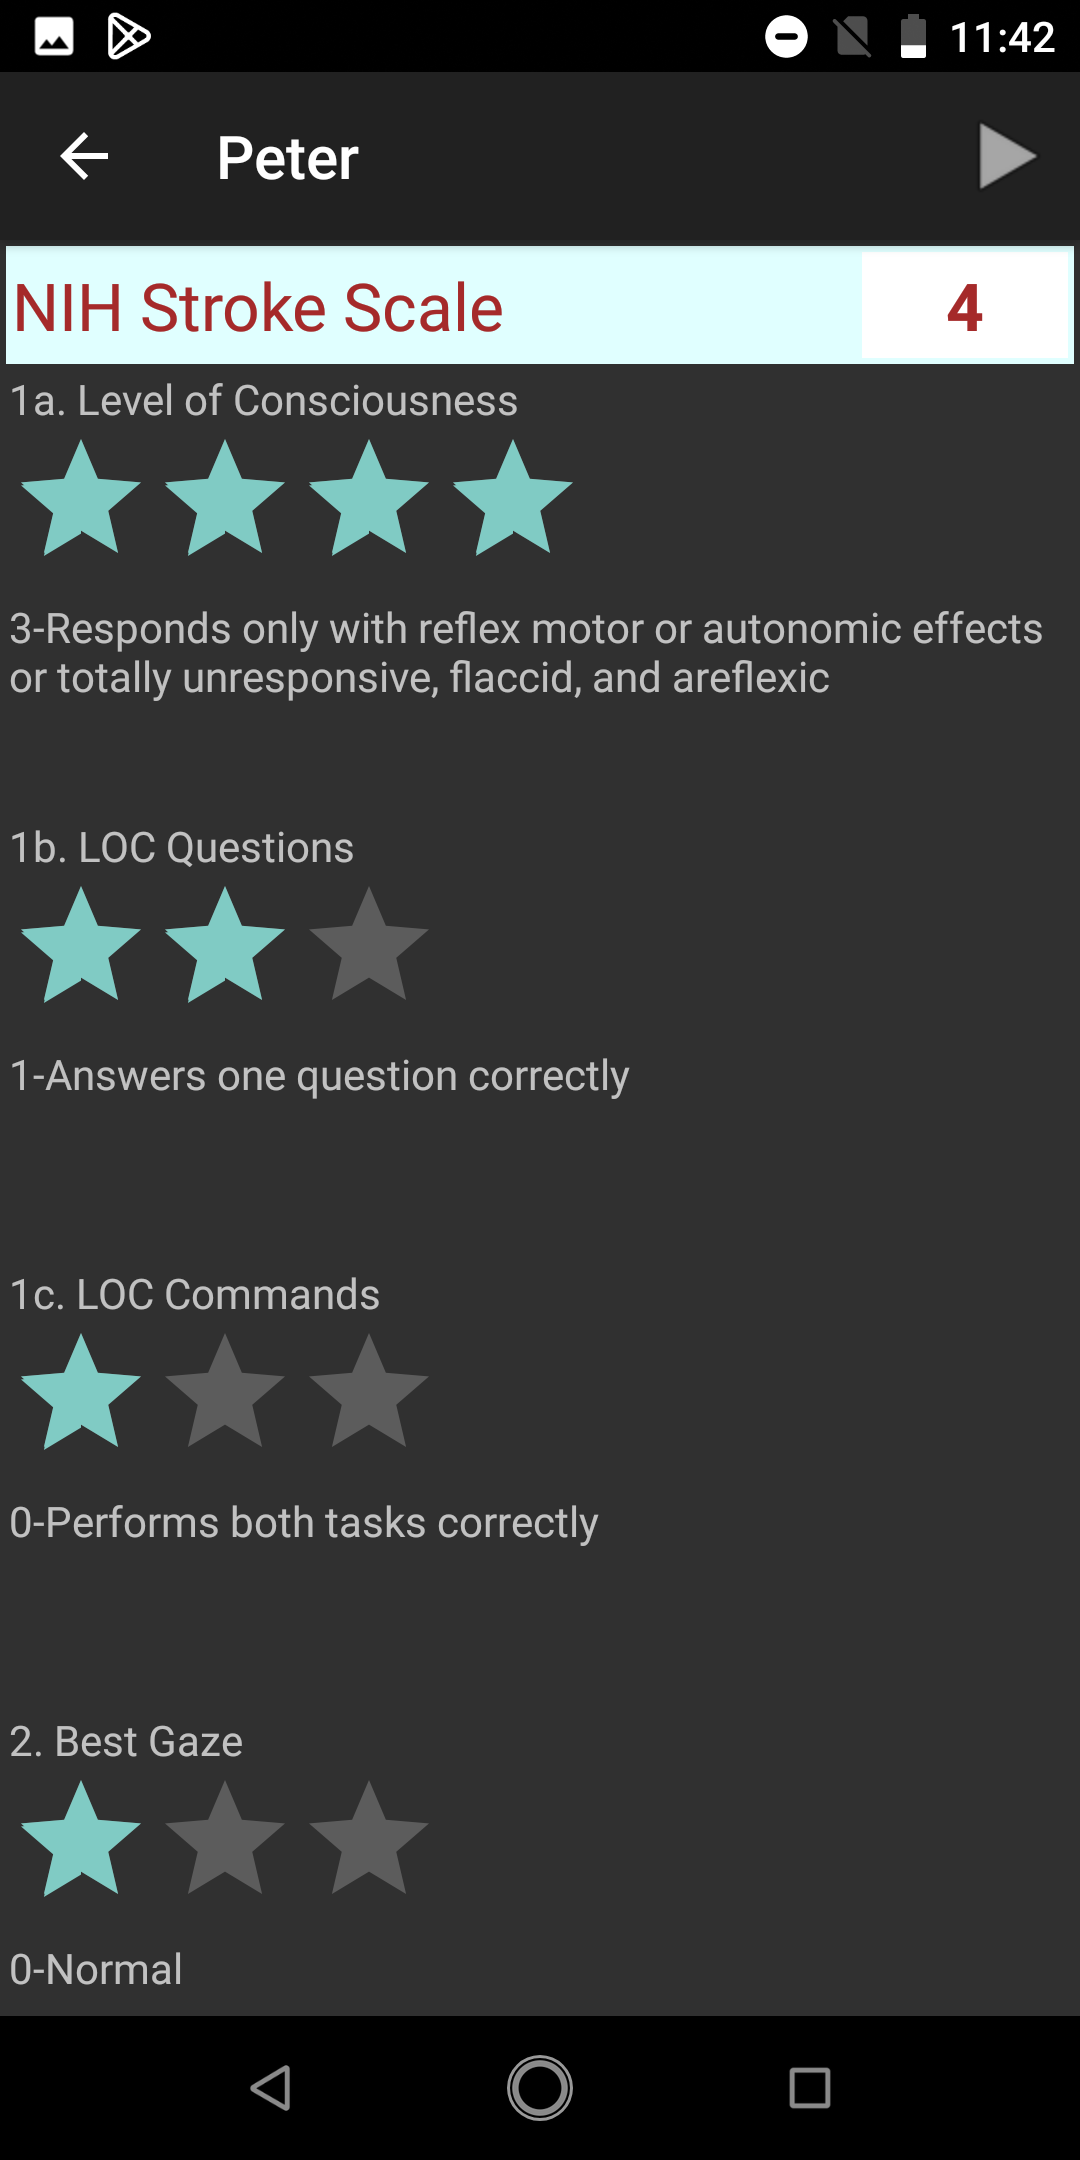 11:42
Peter
NIH Stroke Scale 4
1a. Level of Consciousness
3-Responds only with reflex motor or autonomic effects
or totally unresponsive, flaccid, and areflexic
1b. LOC Questions
1-Answers one question correctly
1c. LOC Commands
0-Performs both tasks correctly
2. Best Gaze
0-Normal